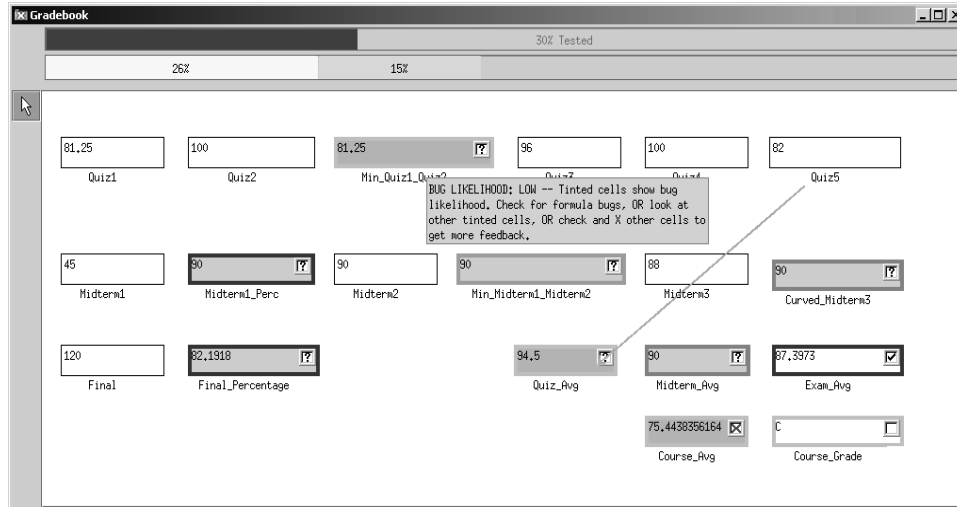 Gradebook
30% Tested
26% 15%
81.25 100 81.25 ? 96 100 82
Quiz1 Quiz2 Min_Quiz1_Quiz2 Quiz3 Quiz4 Quiz5
BUG LIKELIHOOD: LOW -- Tinted cells show bug
likelihood. Check for formula bugs, OR look at
other tinted cells, OR check and X other cells to
get more feedback.
45 90 ? 90 90 ? 88 90 ?
Midterm1 Midterm1_Perc Midterm2 Min_Midterm1_Midterm2 Midterm3 Curved_Midterm3
120 82.1918 ? 94.5 ? 90 ? 87.3973
Final Final_Percentage Quiz_Avg Midterm_Avg Exam_Avg
75.4438356164 C
Course_Avg Course_Grade